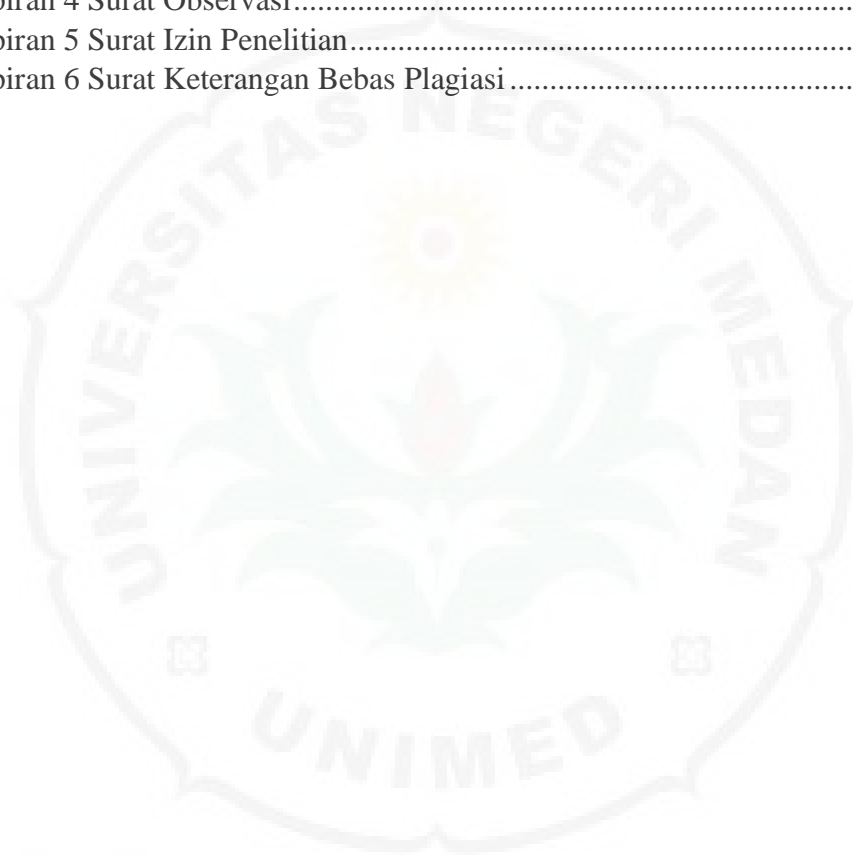 piran 4 Surat Observasi......................................................................
piran 5 Surat Izin Penelitian...............................................................
piran 6 Surat Keterangan Bebas Plagiasi...........................................
UNIVERSITAS NEGERI MEDAN
UNIMED